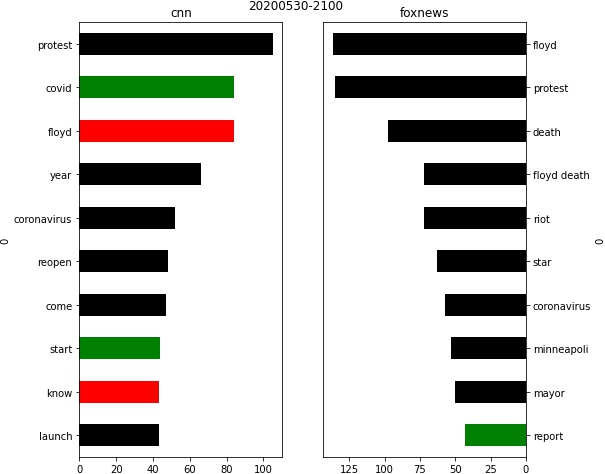 20200530-2100
cnn
foxnews
protest
covid
floyd
year
coronavirus
reopen
come
start
know
launch
0
0 20 40 60 80 100
floyd
protest
death
floyd death
riot
star
coronavirus
minneapoli
mayor
report
0
125 100 75 50 25 0